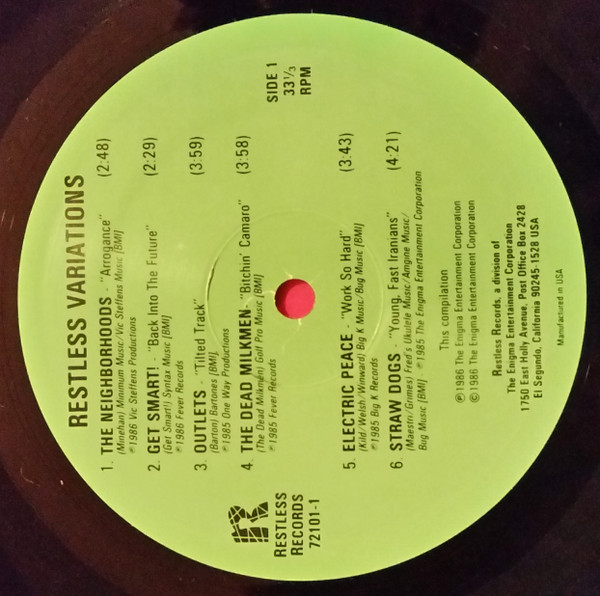 RESTLESS VARIATIONS
1. THE NEIGHBORHOODS - "Arrogance" (2:48)
(Minehan) Minimum Music/Vic Steffens Music [BMI]
℗1986 Vic Steffens Productions
2. GET SMART! - "Back Into The Future" (2:29)
(Get Smart!) Syntax Music [BMI]
℗1986 Fever Records
3. OUTLETS - "Tilted Track" (3:59)
(Barton) Bartones [BMI]
℗1985 One Way Productions
4. THE DEAD MILKMEN - "Bitchin' Camaro" (3:58)
(The Dead Milkmen) Golf Pro Music [BMI]
℗1985 Fever Records
RESTLESS
RECORDS
72101-1
SIDE 1
33⅓
RPM
5. ELECTRIC PEACE - "Work So Hard" (3:43)
(Kild/Welsh/Winward) Big K Music/Bug Music [BMI]
℗1985 Big K Records
6. STRAW DOGS - "Young, Fast Iranians" (4:21)
(Maestri/Grimes) Fred's Ukulele Music/Amgine Music/
Bug Music [BMI] ℗1985 The Enigma Entertainment Corporation
This compilation
℗1986 The Enigma Entertainment Corporation
©1986 The Enigma Entertainment Corporation
Restless Records, a division of
The Enigma Entertainment Corporation
1750 East Holly Avenue, Post Office Box 2428
El Segundo, California 90245-1528 USA
Manufactured in USA